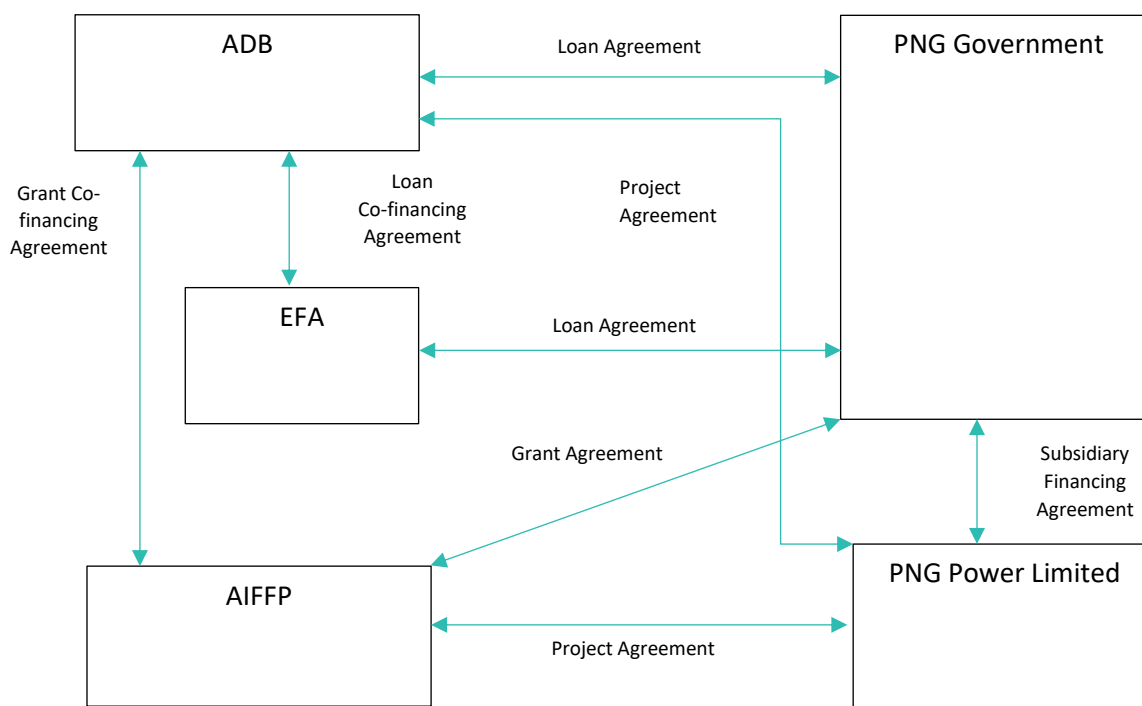 ADB
Loan Agreement
PNG Government
Grant Co-
financing
Agreement
Loan
Co-financing
Agreement
Project
Agreement
EFA
Loan Agreement
Grant Agreement
Subsidiary
Financing
Agreement
AIFFP
PNG Power Limited
Project Agreement